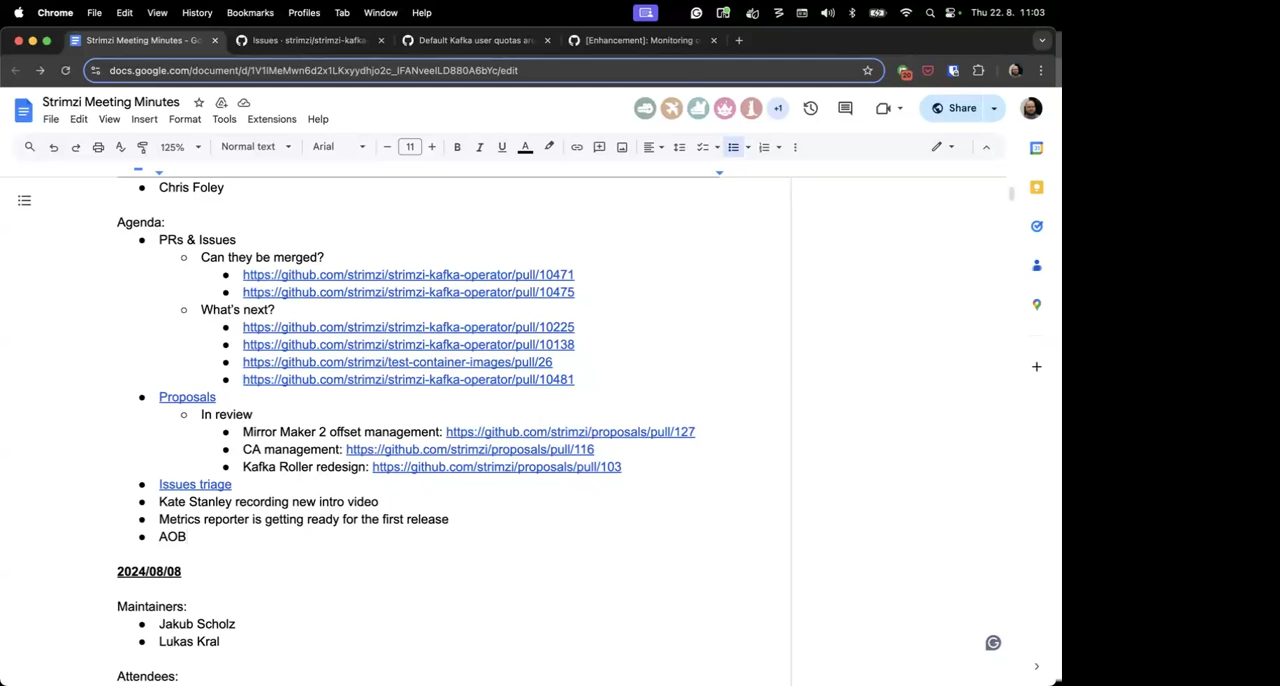 Chrome File Edit View History Bookmarks Profiles Tab Window Help Thu 22. 8. 11:03
Strimzi Meeting Minutes - Go Issues · strimzi/strimzi-kafka- Default Kafka user quotas are [Enhancement]: Monitoring o
docs.google.com/document/d/1V1lMeMwn6d2x1LKxyydhjo2c_lFANveeILD880A6bYc/edit 20
Strimzi Meeting Minutes
File Edit View Insert Format Tools Extensions Help
+1 Share
125% Normal text Arial 11 B I U A
Chris Foley
Agenda:
PRs & Issues
Can they be merged?
https://github.com/strimzi/strimzi-kafka-operator/pull/10471
https://github.com/strimzi/strimzi-kafka-operator/pull/10475
What's next?
https://github.com/strimzi/strimzi-kafka-operator/pull/10225
https://github.com/strimzi/strimzi-kafka-operator/pull/10138
https://github.com/strimzi/test-container-images/pull/26
https://github.com/strimzi/strimzi-kafka-operator/pull/10481
Proposals
In review
Mirror Maker 2 offset management: https://github.com/strimzi/proposals/pull/127
CA management: https://github.com/strimzi/proposals/pull/116
Kafka Roller redesign: https://github.com/strimzi/proposals/pull/103
Issues triage
Kate Stanley recording new intro video
Metrics reporter is getting ready for the first release
AOB
2024/08/08
Maintainers:
Jakub Scholz
Lukas Kral
Attendees: